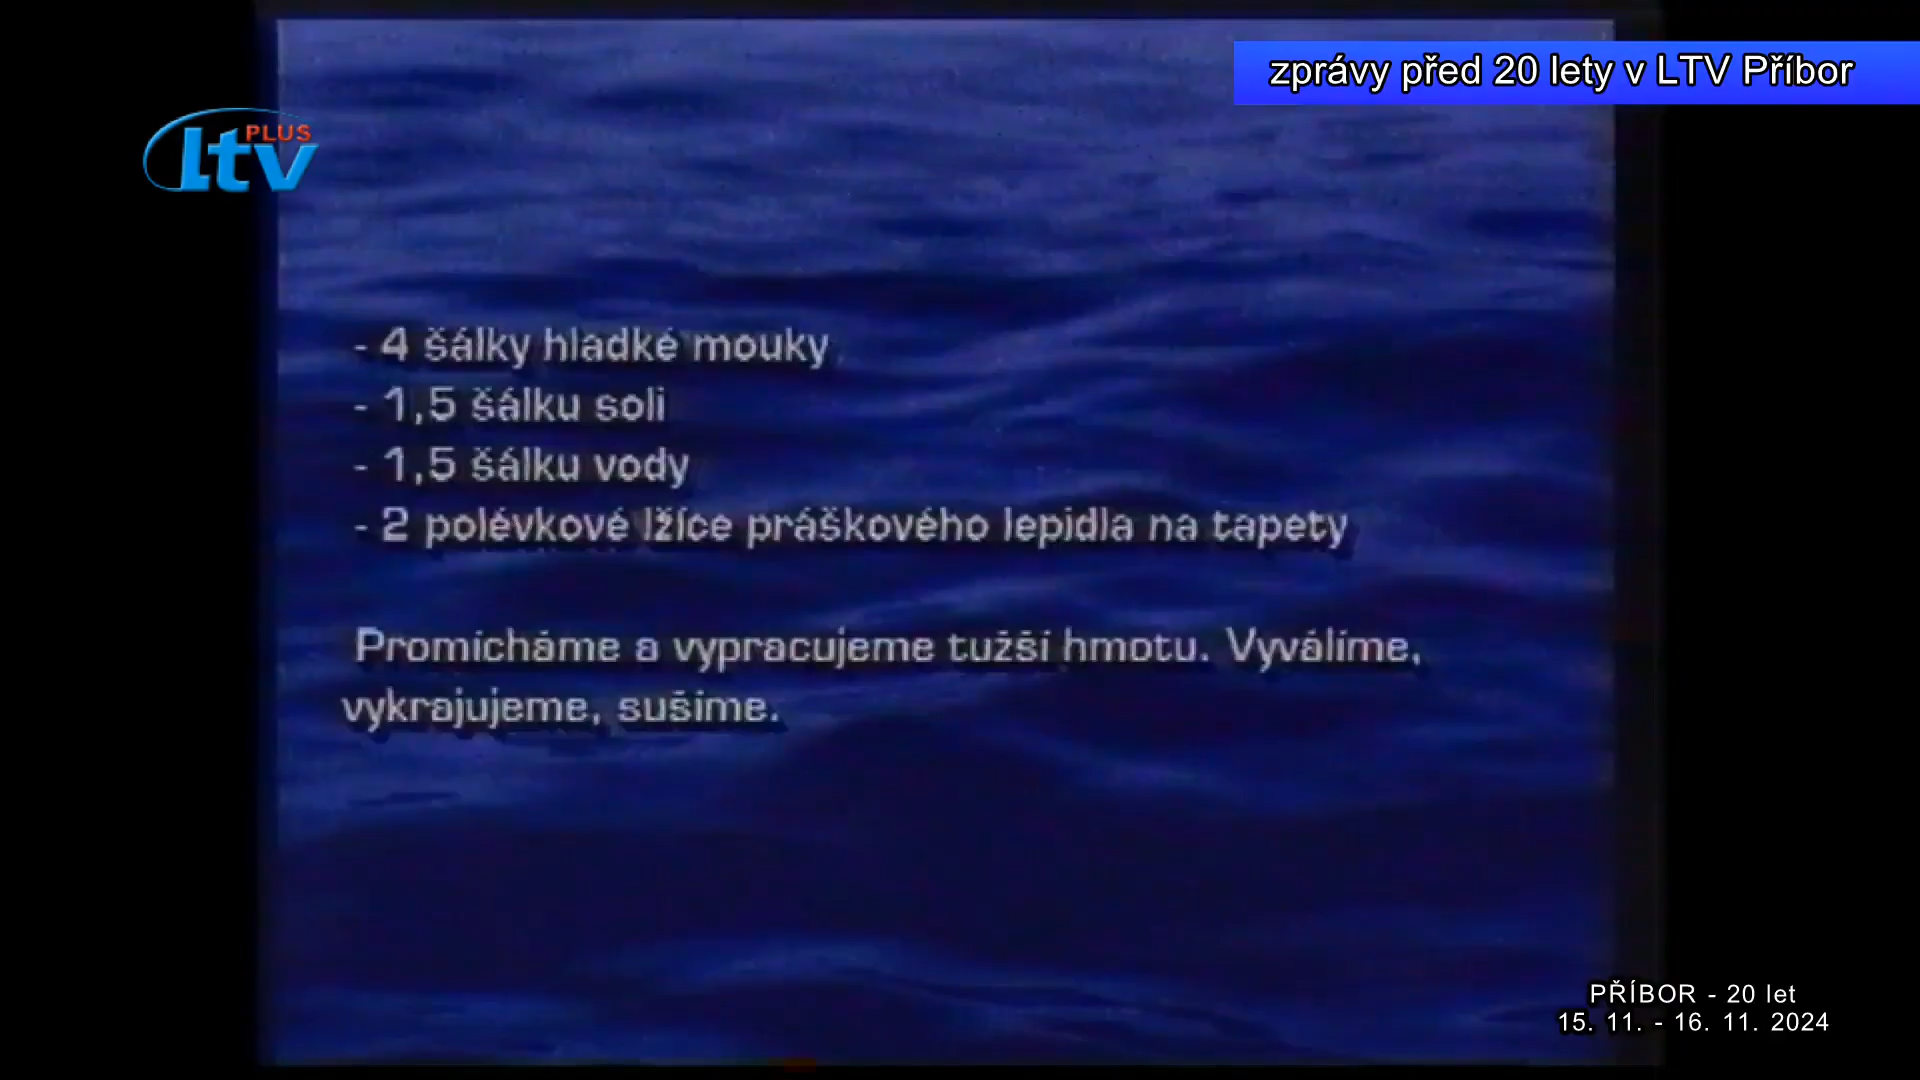 zprávy před 20 lety v LTV Příbor
ltv PLUS
- 4 šálky hladké mouky
- 1,5 šálku soli
- 1,5 šálku vody
- 2 polévkové lžíce práškového lepidla na tapety
Promícháme a vypracujeme tužší hmotu. Vyválíme,
vykrajujeme, sušíme.
PŘÍBOR - 20 let
15. 11. - 16. 11. 2024